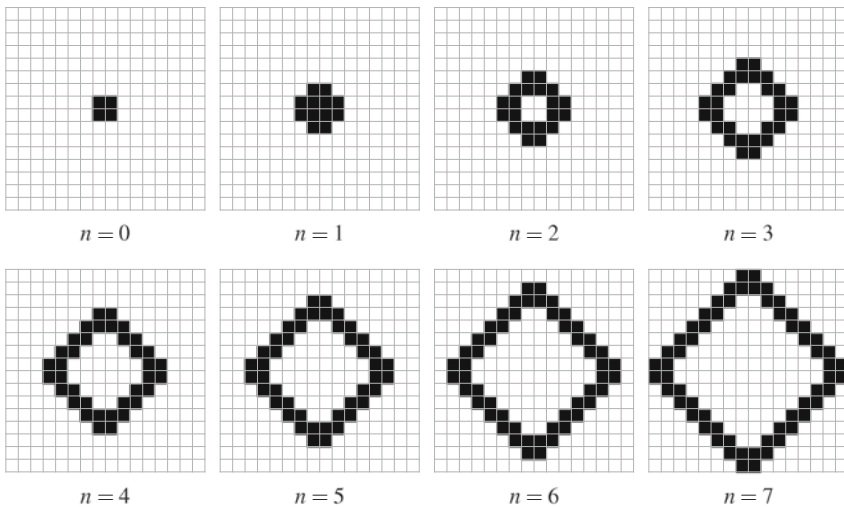 n = 0 n = 1 n = 2 n = 3
n = 4 n = 5 n = 6 n = 7